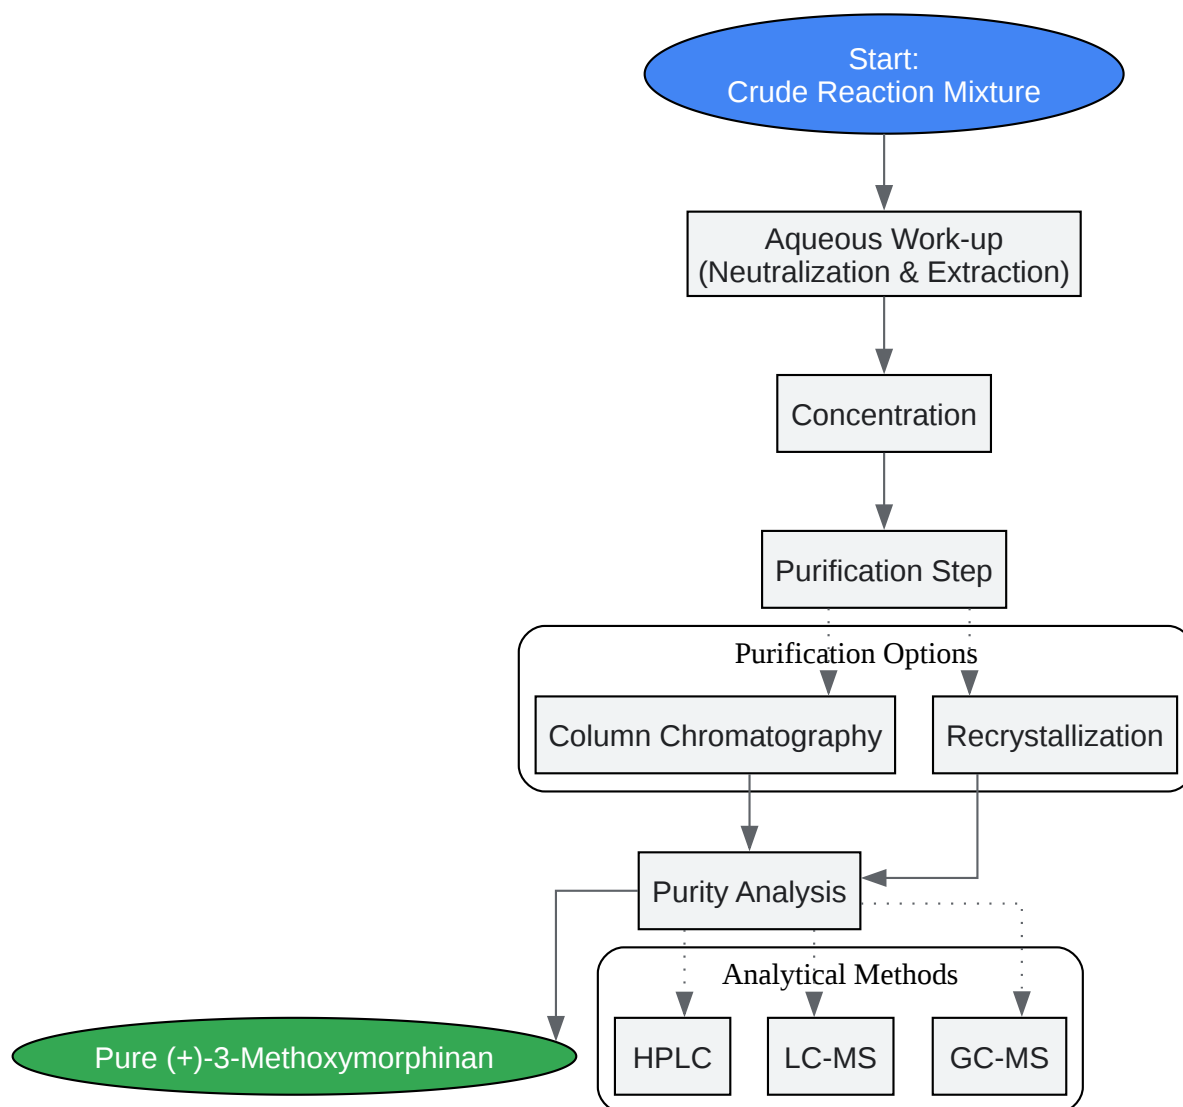 Start:
Crude Reaction Mixture
Aqueous Work-up
(Neutralization & Extraction)
Concentration
Purification Step
Purification Options
Column Chromatography
Recrystallization
Purity Analysis
Analytical Methods
Pure (+)-3-Methoxymorphinan
HPLC
LC-MS
GC-MS